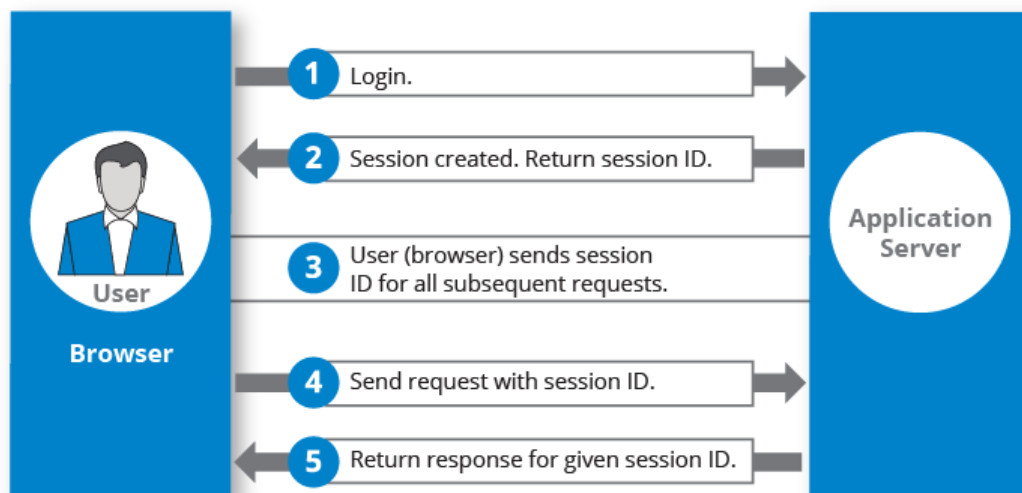 1 Login.
2 Session created. Return session ID.
3 User (browser) sends session
ID for all subsequent requests.
User
Browser
Application
Server
4 Send request with session ID.
5 Return response for given session ID.